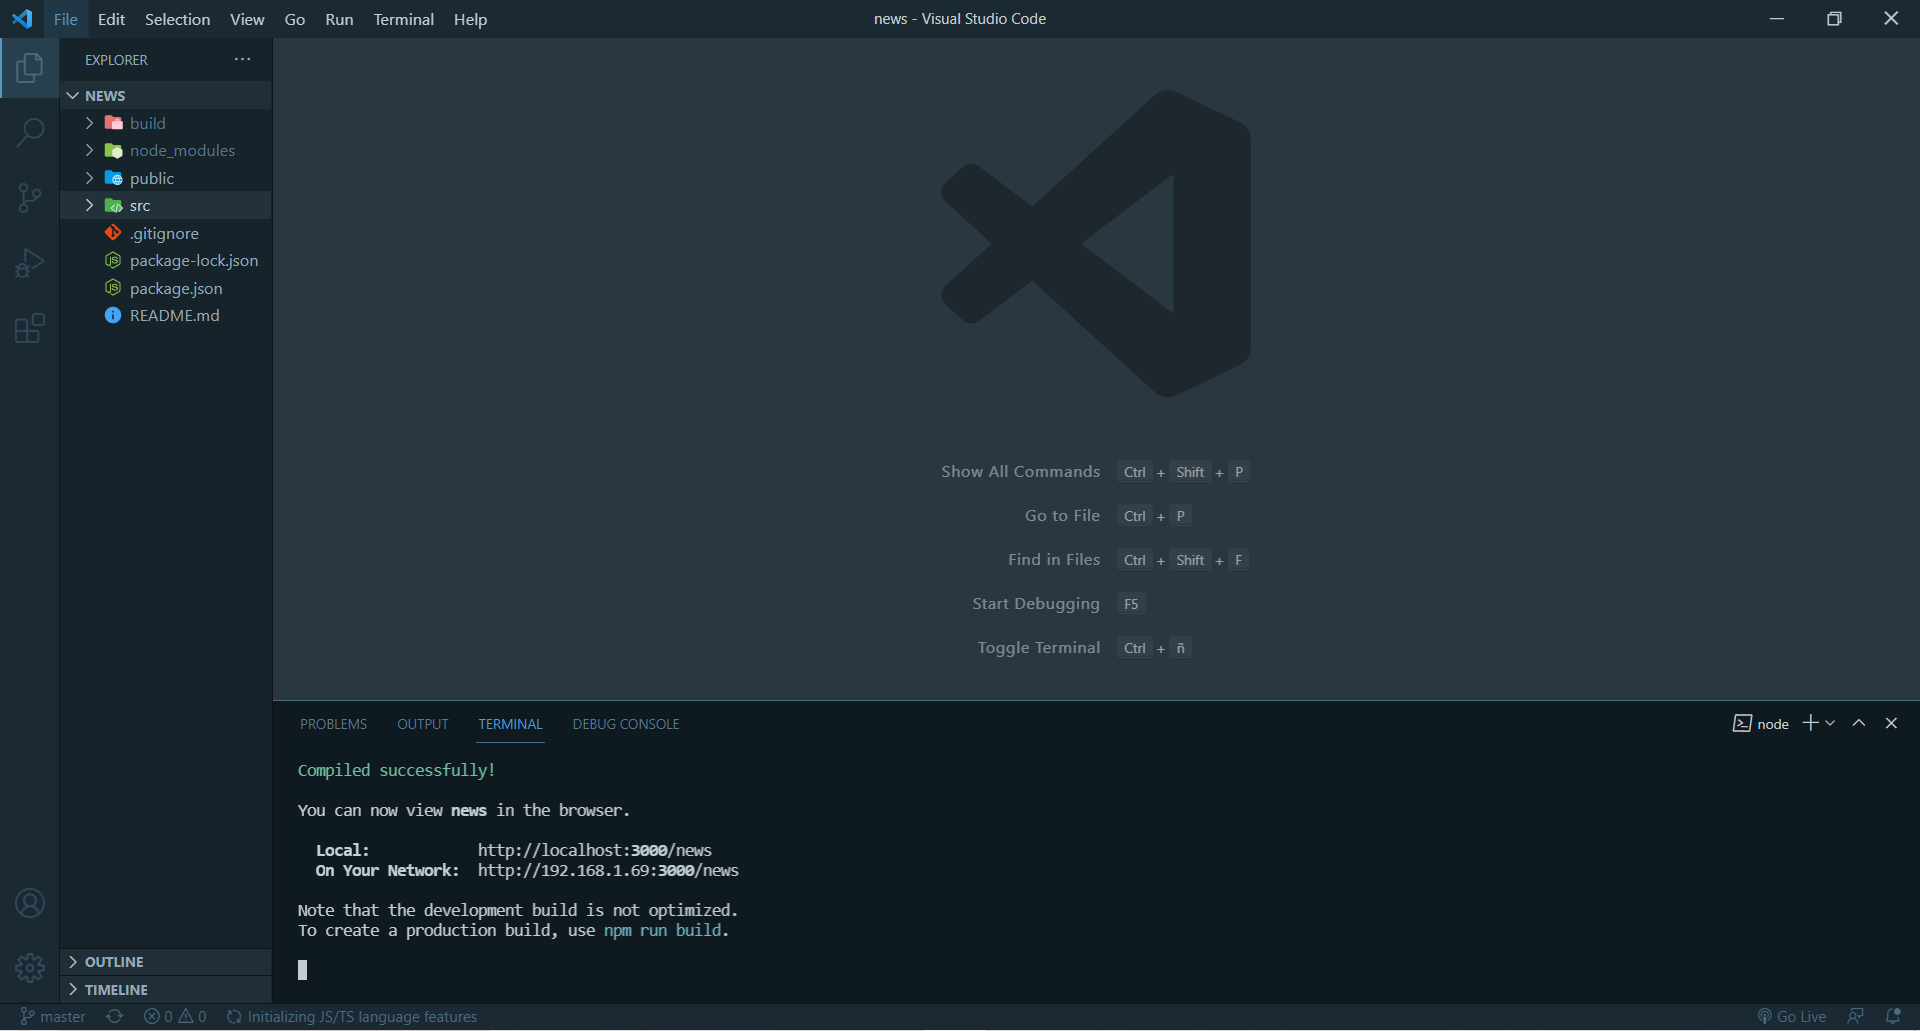 File Edit Selection View Go Run Terminal Help
news - Visual Studio Code
EXPLORER
NEWS
build
node_modules
public
src
.gitignore
package-lock.json
package.json
README.md
OUTLINE
TIMELINE
Show All Commands Ctrl + Shift + P
Go to File Ctrl + P
Find in Files Ctrl + Shift + F
Start Debugging F5
Toggle Terminal Ctrl + ñ
PROBLEMS OUTPUT TERMINAL DEBUG CONSOLE
node
Compiled successfully!
You can now view news in the browser.
Local: http://localhost:3000/news
On Your Network: http://192.168.1.69:3000/news
Note that the development build is not optimized.
To create a production build, use npm run build.
master 0 0 Initializing JS/TS language features
Go Live